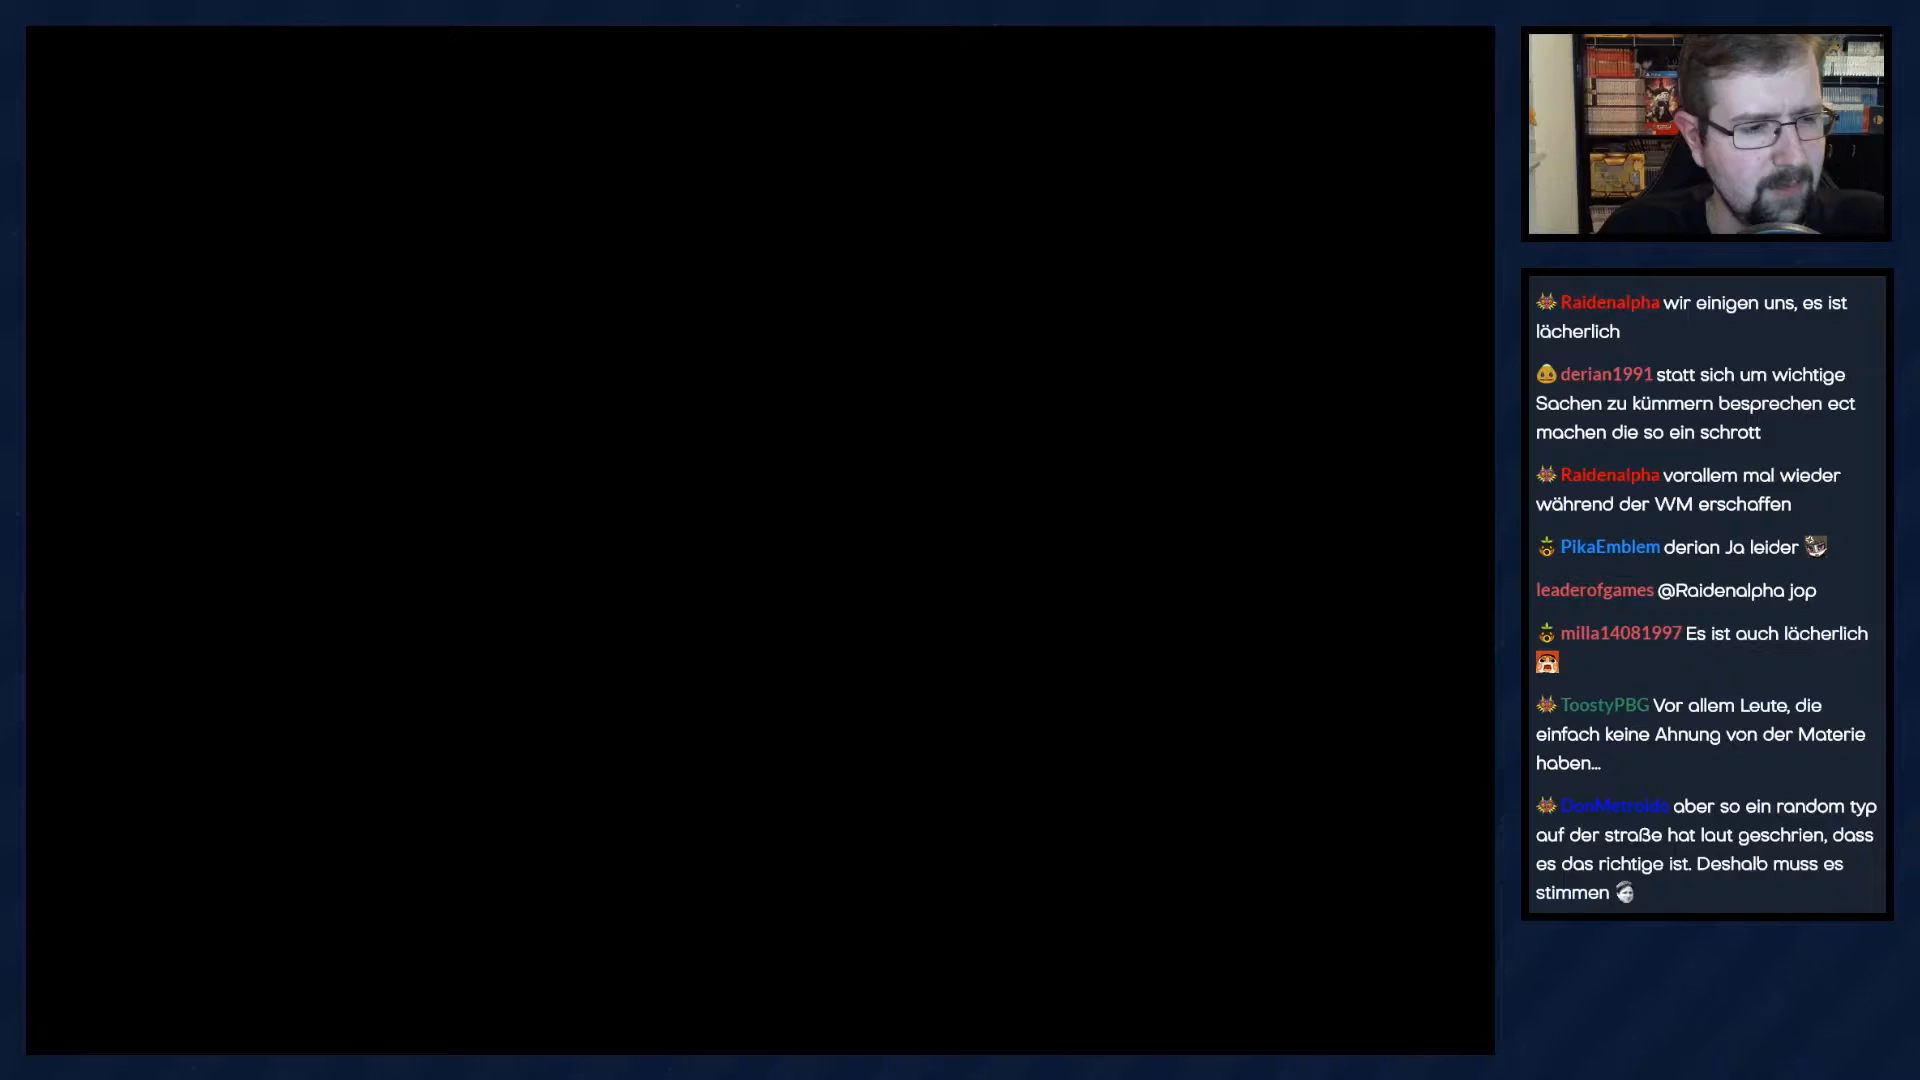 Raidenalpha wir einigen uns, es ist
lächerlich
derian1991 statt sich um wichtige
Sachen zu kümmern besprechen ect
machen die so ein schrott
Raidenalpha vorallem mal wieder
während der WM erschaffen
PikaEmblem derian Ja leider
leaderofgames @Raidenalpha jop
milla14081997 Es ist auch lächerlich
ToostyPBG Vor allem Leute, die
einfach keine Ahnung von der Materie
haben...
DonMetroido aber so ein random typ
auf der straße hat laut geschrien, dass
es das richtige ist. Deshalb muss es
stimmen